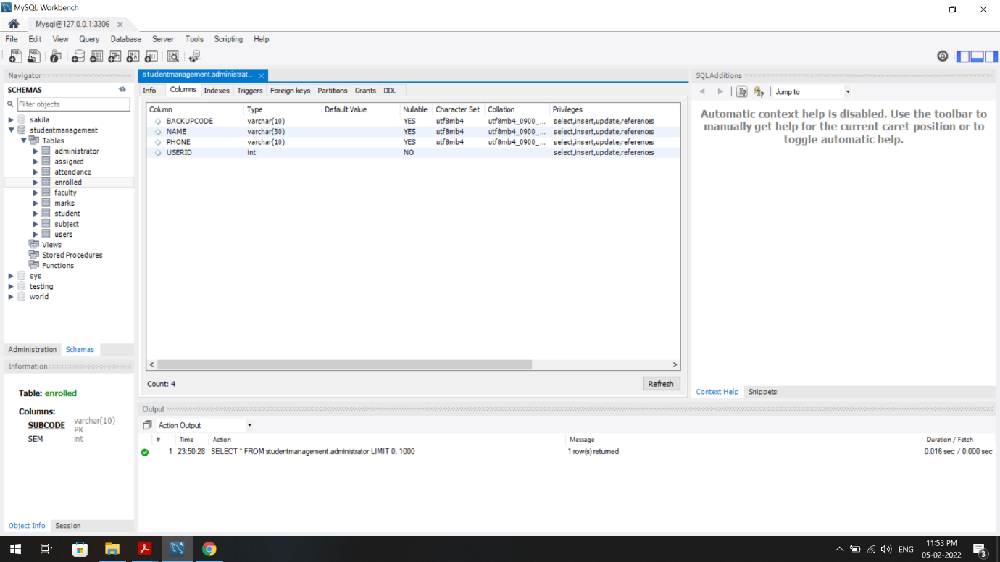 MySQL Workbench
Mysql@127.0.0.1:3306
File Edit View Query Database Server Tools Scripting Help
Navigator
SCHEMAS
Filter objects
sakila
studentmanagement
Tables
administrator
assigned
attendance
enrolled
faculty
marks
student
subject
users
Views
Stored Procedures
Functions
sys
testing
world
Administration Schemas
Information
Table: enrolled
Columns:
SUBCODE varchar(10)
PK
SEM int
Object Info Session
studentmanagement.administrat...
Info Columns Indexes Triggers Foreign keys Partitions Grants DDL
Column Type Default Value Nullable Character Set Collation Privileges
BACKUPCODE varchar(10) YES utf8mb4 utf8mb4_0900_... select,insert,update,references
NAME varchar(30) YES utf8mb4 utf8mb4_0900_... select,insert,update,references
PHONE varchar(10) YES utf8mb4 utf8mb4_0900_... select,insert,update,references
USERID int NO select,insert,update,references
Count: 4
Refresh
SQLAdditions
Jump to
Automatic context help is disabled. Use the toolbar to
manually get help for the current caret position or to
toggle automatic help.
Context Help Snippets
Output
Action Output
# Time Action Message Duration / Fetch
1 23:50:28 SELECT * FROM studentmanagement.administrator LIMIT 0, 1000 1 row(s) returned 0.016 sec / 0.000 sec
ENG
11:53 PM
05-02-2022
3